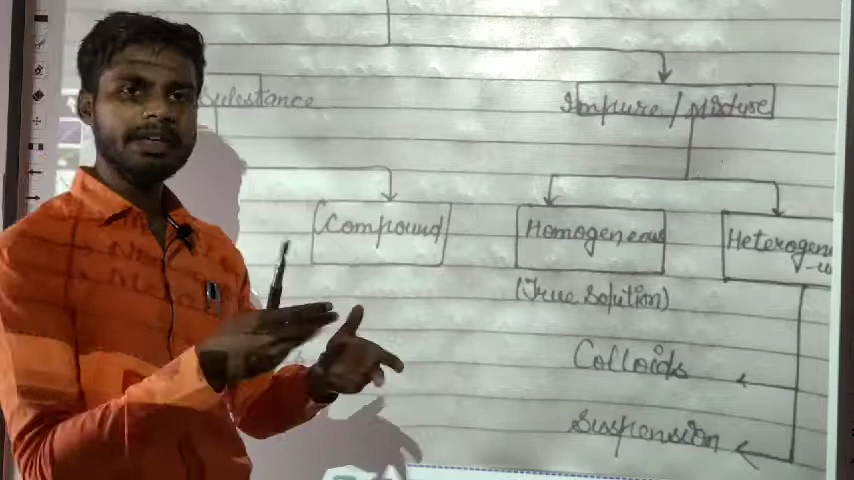 Substance
Impure / Mixture
Compound
Homogeneous
Heterogene
-u
(True Solution)
Colloids
Suspension